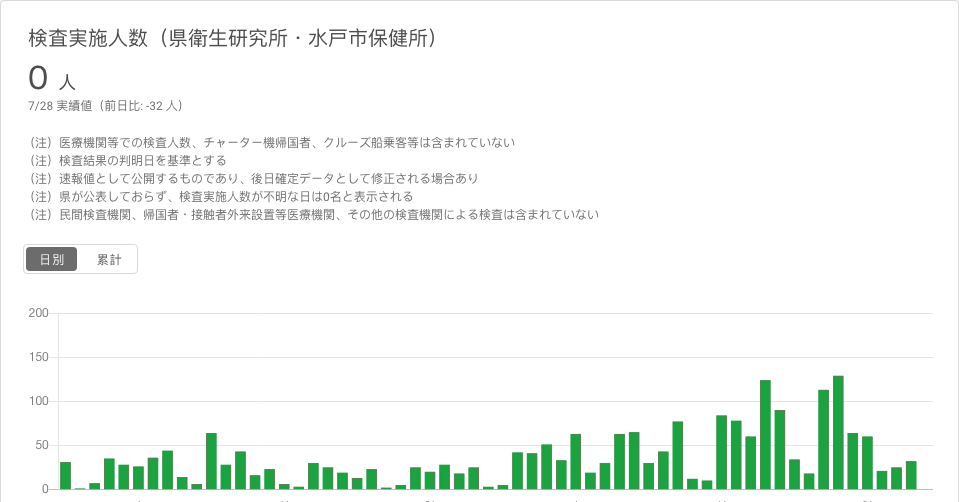 検査実施人数（県衛生研究所・水戸市保健所）
0 人
7/28 実績値（前日比: -32 人）
（注）医療機関等での検査人数、チャーター機帰国者、クルーズ船乗客等は含まれていない
（注）検査結果の判明日を基準とする
（注）速報値として公開するものであり、後日確定データとして修正される場合あり
（注）県が公表しておらず、検査実施人数が不明な日は0名と表示される
（注）民間検査機関、帰国者・接触者外来設置等医療機関、その他の検査機関による検査は含まれていない
日別 累計
200
150
100
50
0